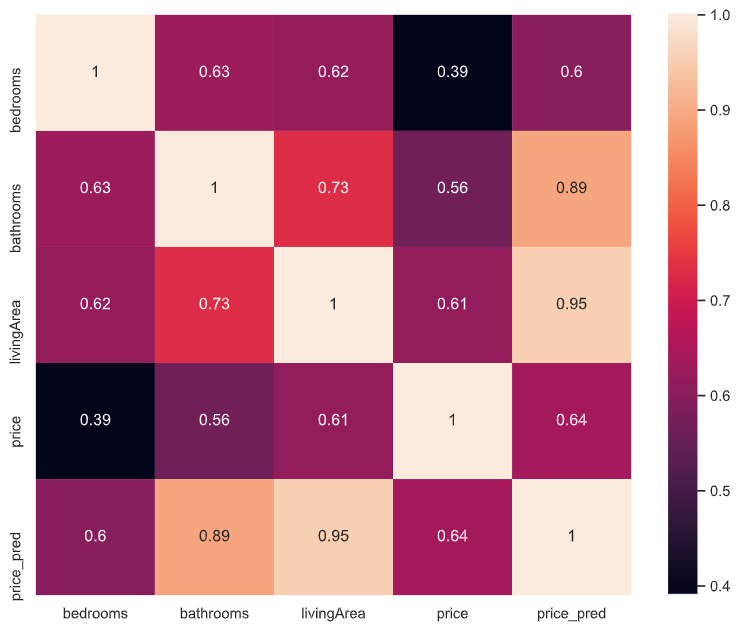 bedrooms 1 0.63 0.62 0.39 0.6
bathrooms 0.63 1 0.73 0.56 0.89
livingArea 0.62 0.73 1 0.61 0.95
price 0.39 0.56 0.61 1 0.64
price_pred 0.6 0.89 0.95 0.64 1
bedrooms bathrooms livingArea price price_pred
1.0
0.9
0.8
0.7
0.6
0.5
0.4